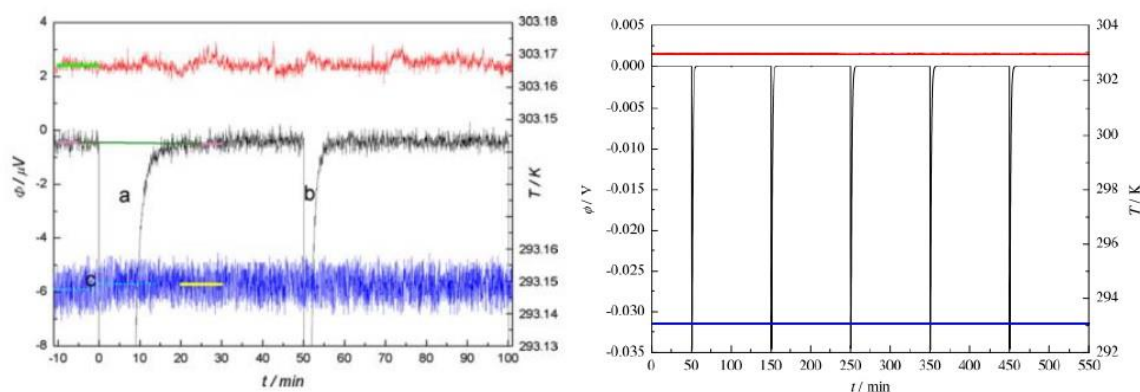 4
2
0
-2
-4
-6
-8
Φ / μV
a
b
c
303.18
303.17
303.16
303.15
293.16
293.15
293.14
293.13
T / K
-10 0 10 20 30 40 50 60 70 80 90 100
t / min
0.005
0.000
-0.005
-0.010
-0.015
-0.020
-0.025
-0.030
-0.035
ϕ / V
304
302
300
298
296
294
292
T / K
0 50 100 150 200 250 300 350 400 450 500 550
t / min